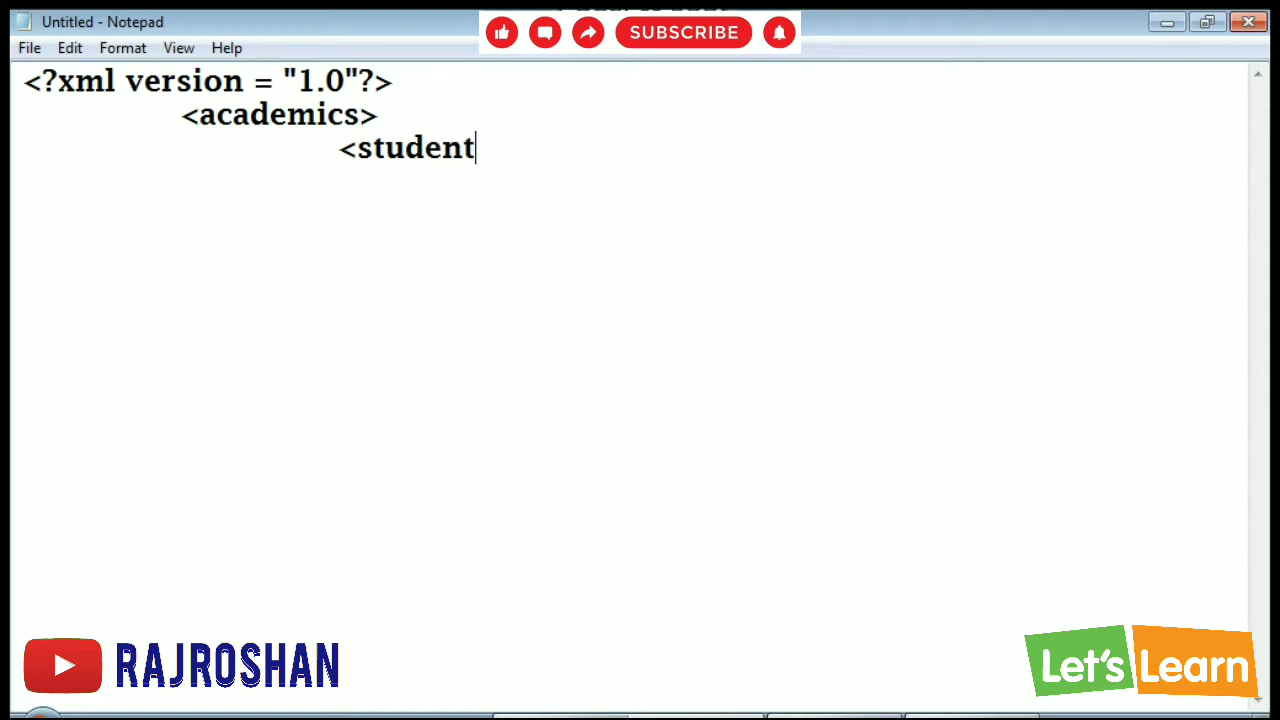 Untitled - Notepad
SUBSCRIBE
File Edit Format View Help
<?xml version = "1.0"?>
<academics>
<student
RAJROSHAN
Let's Learn